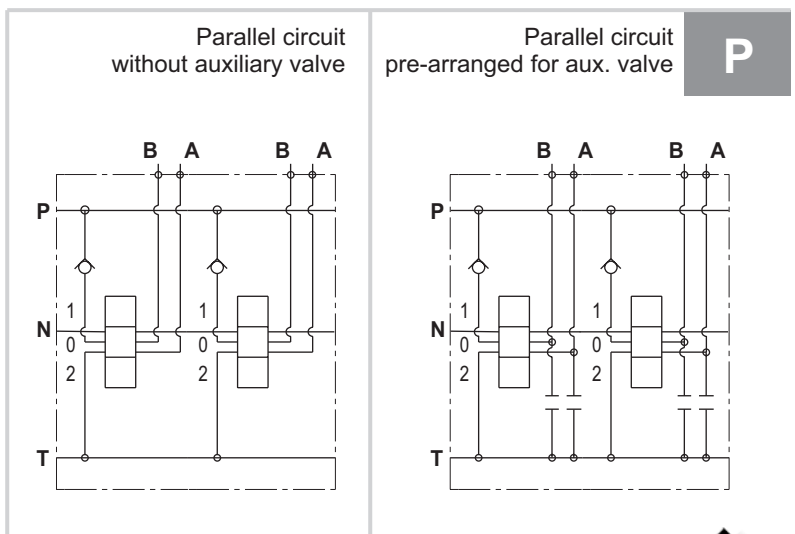 Parallel circuit
without auxiliary valve
B A B A
P
1 1
N
0 0
2 2
T
Parallel circuit
pre-arranged for aux. valve
P
B A B A
P
1 1
N
0 0
2 2
T